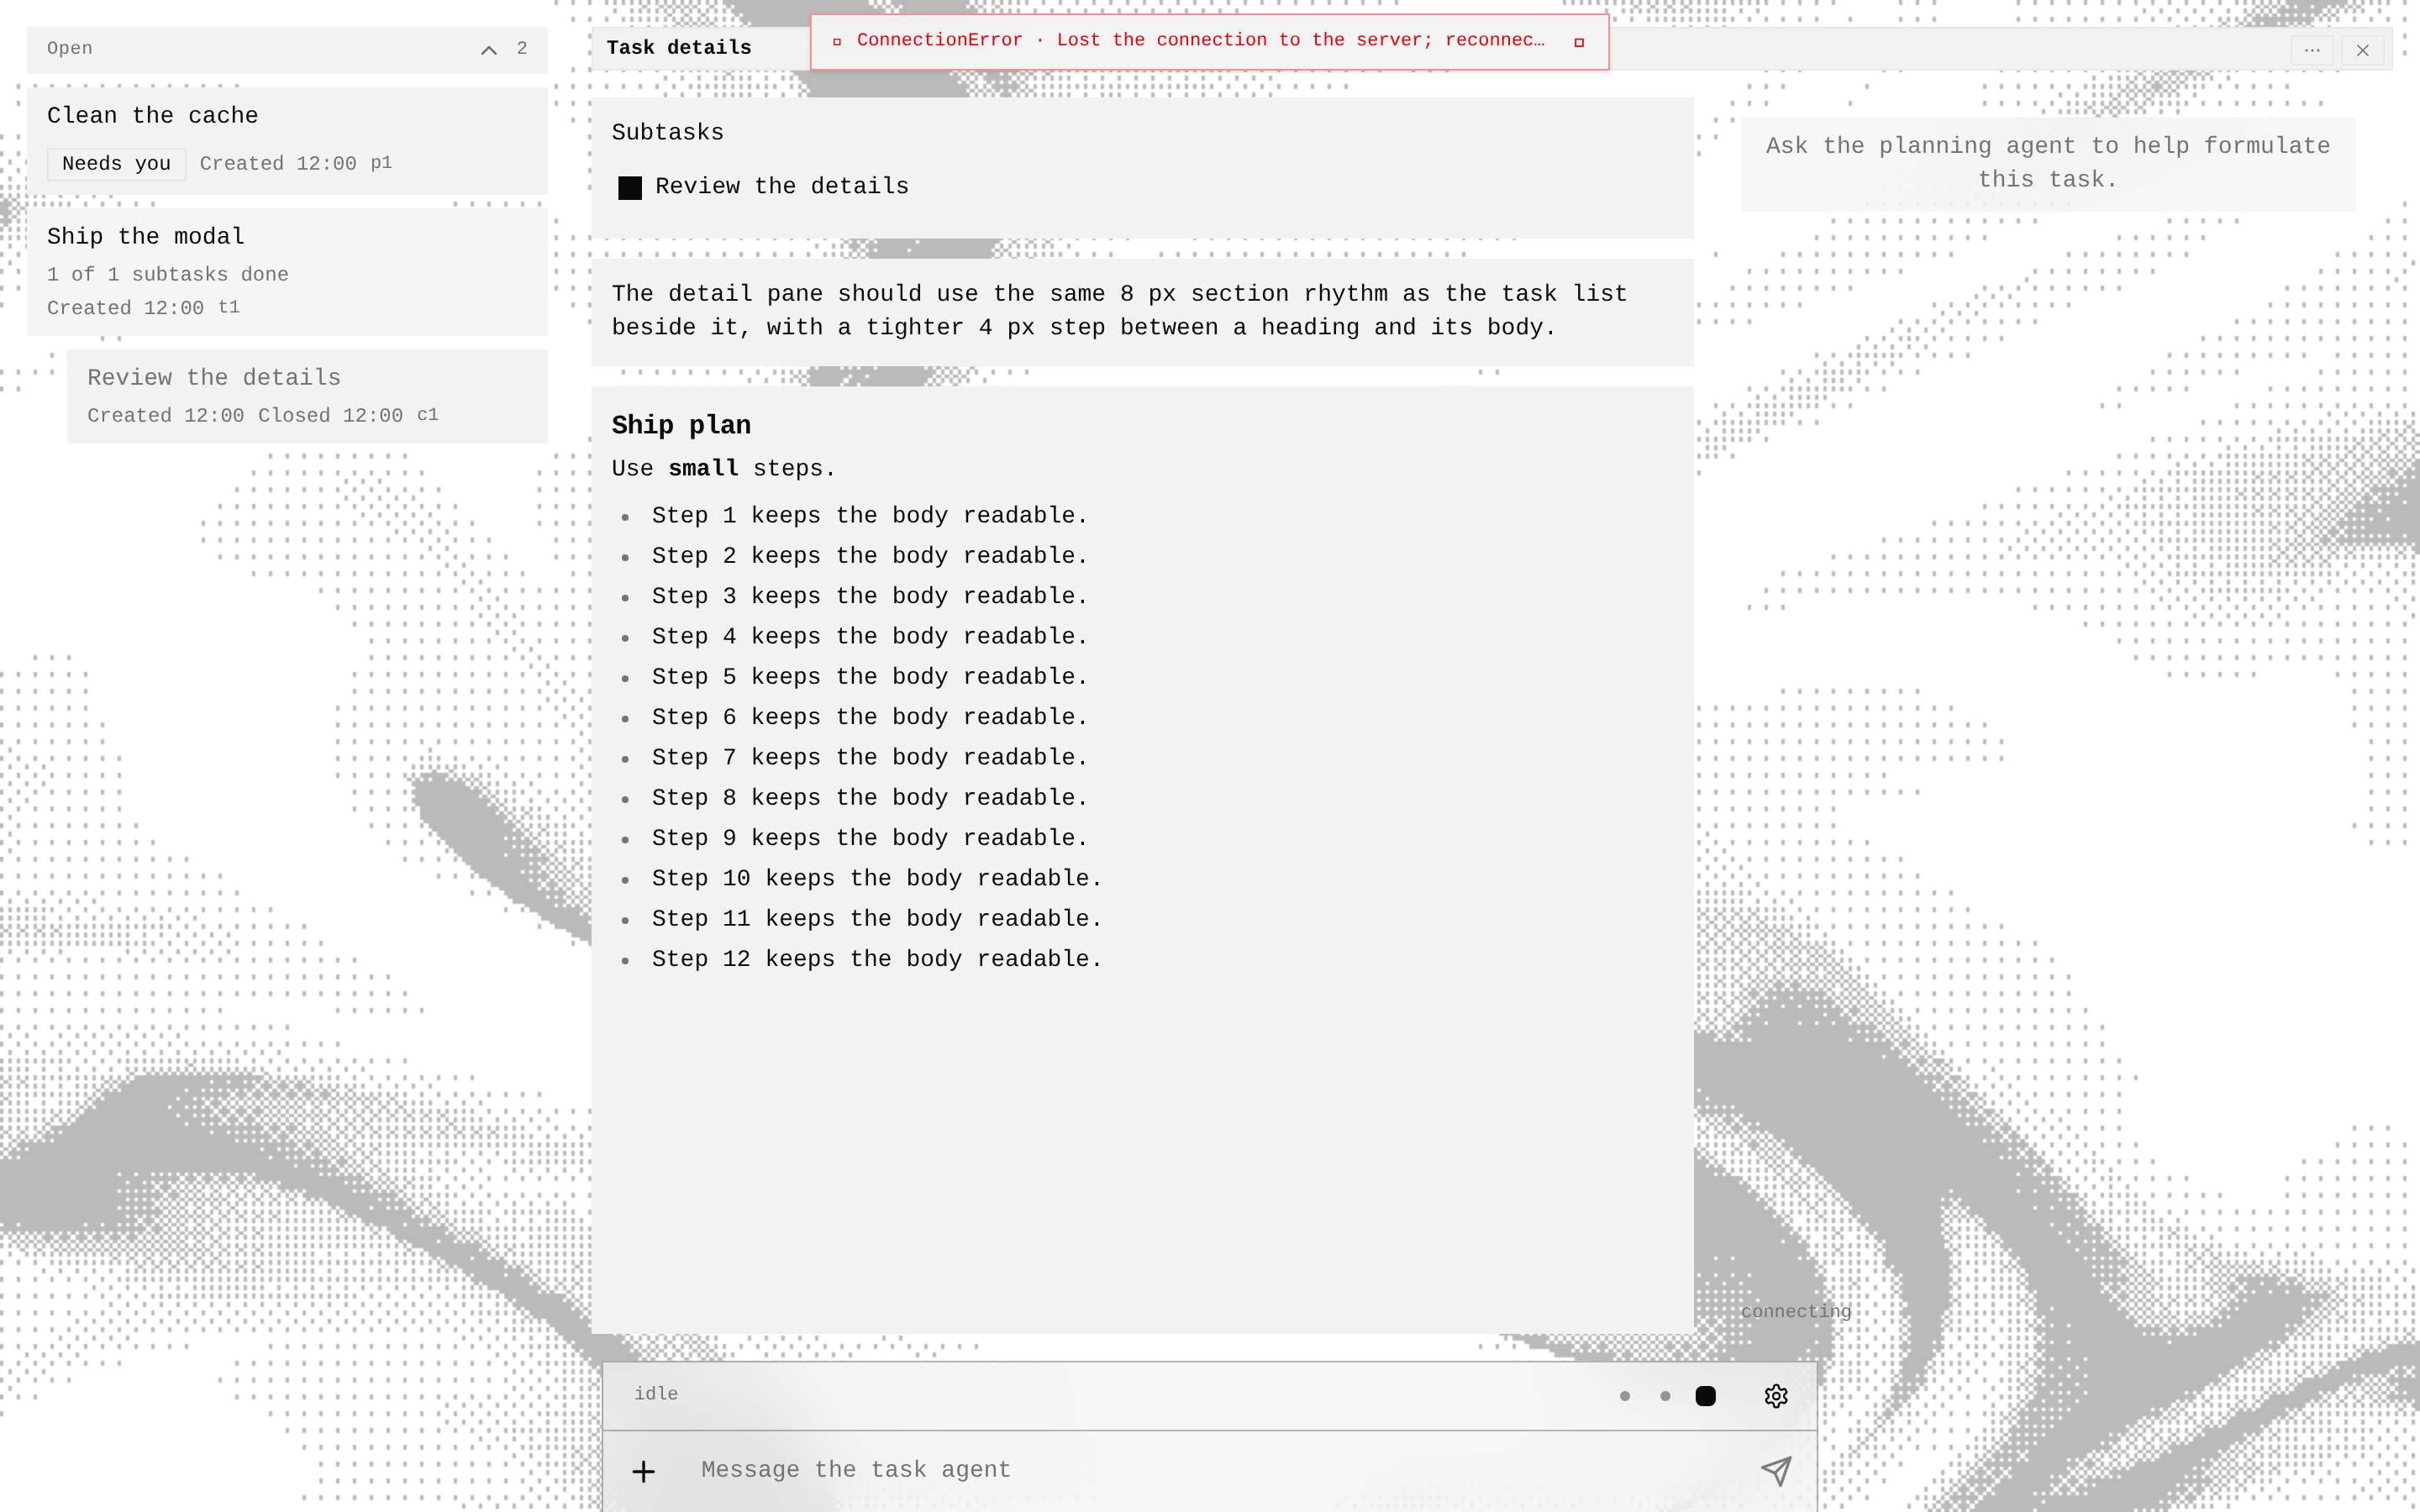 Open 2
Clean the cache
Needs you Created 12:00 p1
Ship the modal
1 of 1 subtasks done
Created 12:00 t1
Review the details
Created 12:00 Closed 12:00 c1
Task details
ConnectionError · Lost the connection to the server; reconnec…
Subtasks
Review the details
The detail pane should use the same 8 px section rhythm as the task list
beside it, with a tighter 4 px step between a heading and its body.
Ship plan
Use small steps.
Step 1 keeps the body readable.
Step 2 keeps the body readable.
Step 3 keeps the body readable.
Step 4 keeps the body readable.
Step 5 keeps the body readable.
Step 6 keeps the body readable.
Step 7 keeps the body readable.
Step 8 keeps the body readable.
Step 9 keeps the body readable.
Step 10 keeps the body readable.
Step 11 keeps the body readable.
Step 12 keeps the body readable.
Ask the planning agent to help formulate
this task.
connecting
idle
Message the task agent